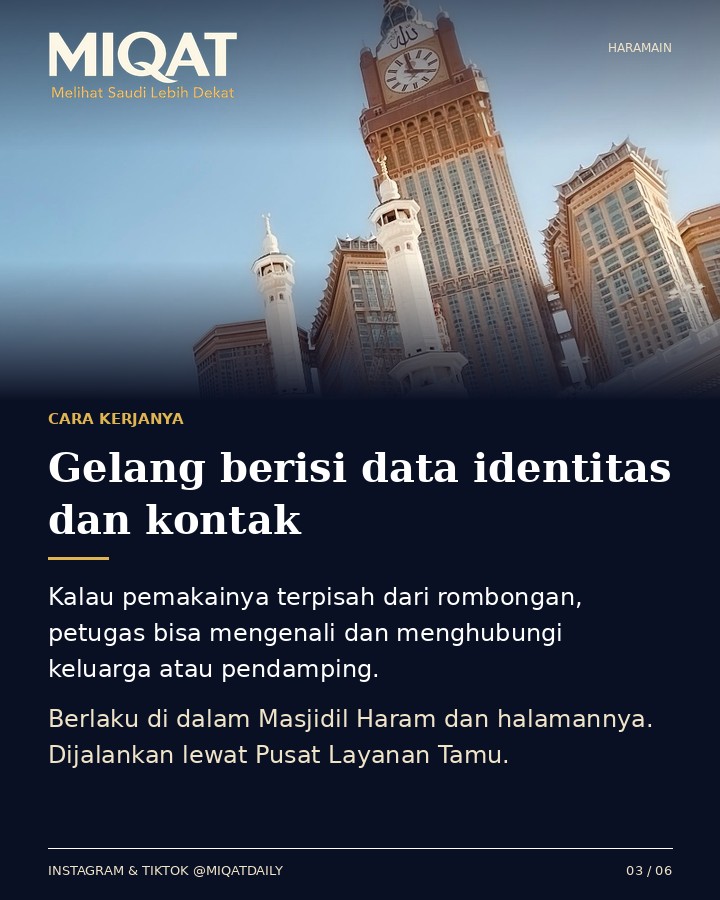 MIQAT
Melihat Saudi Lebih Dekat
HARAMAIN
الله
CARA KERJANYA
Gelang berisi data identitas
dan kontak
Kalau pemakainya terpisah dari rombongan,
petugas bisa mengenali dan menghubungi
keluarga atau pendamping.
Berlaku di dalam Masjidil Haram dan halamannya.
Dijalankan lewat Pusat Layanan Tamu.
INSTAGRAM & TIKTOK @MIQATDAILY
03 / 06